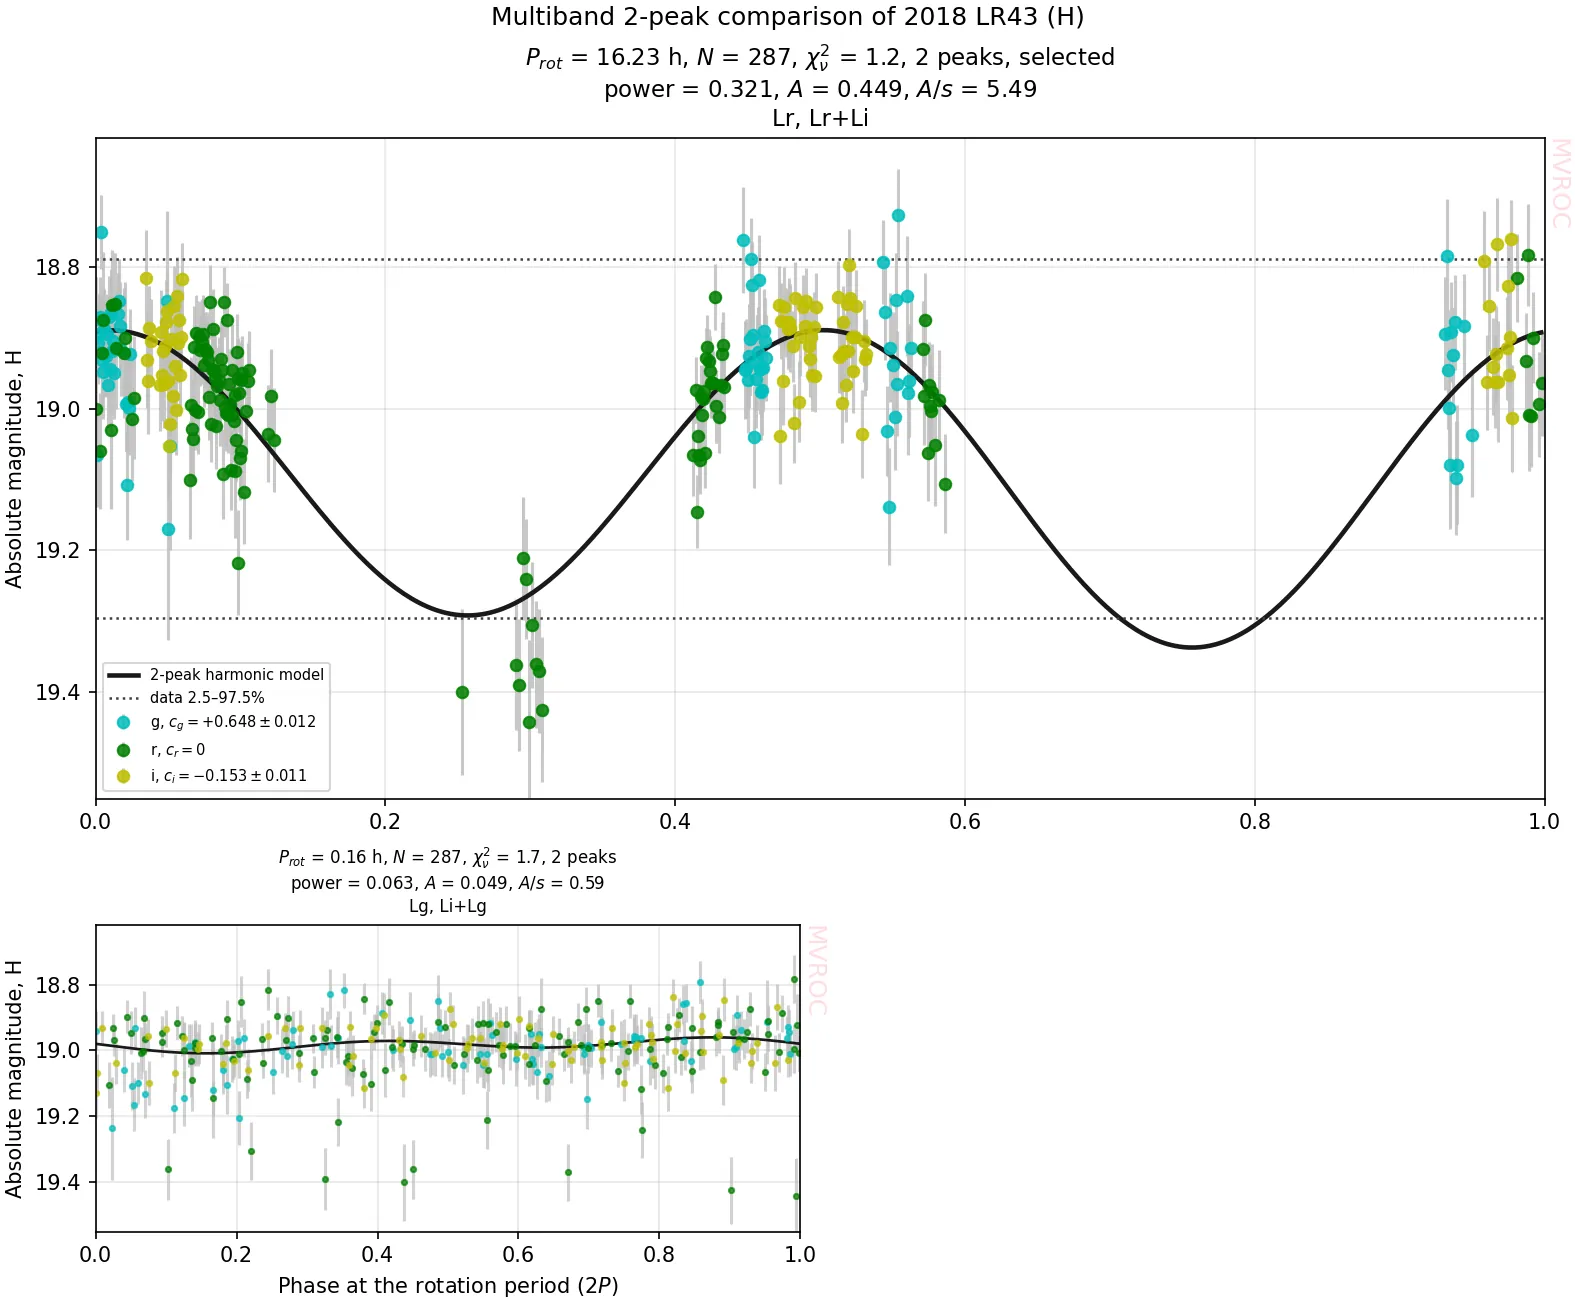 Multiband 2-peak comparison of 2018 LR43 (H)
P_rot = 16.23 h, N = 287, χ²_ν = 1.2, 2 peaks, selected
power = 0.321, A = 0.449, A/s = 5.49
Lr, Lr+Li
MVROC
Absolute magnitude, H
18.8
19.0
19.2
19.4
2-peak harmonic model
data 2.5–97.5%
g, c_g = +0.648 ± 0.012
r, c_r = 0
i, c_i = −0.153 ± 0.011
0.0 0.2 0.4 0.6 0.8 1.0
P_rot = 0.16 h, N = 287, χ²_ν = 1.7, 2 peaks
power = 0.063, A = 0.049, A/s = 0.59
Lg, Li+Lg
MVROC
Absolute magnitude, H
18.8
19.0
19.2
19.4
0.0 0.2 0.4 0.6 0.8 1.0
Phase at the rotation period (2P)